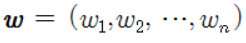 w = (w₁,w₂, ⋯,wₙ)